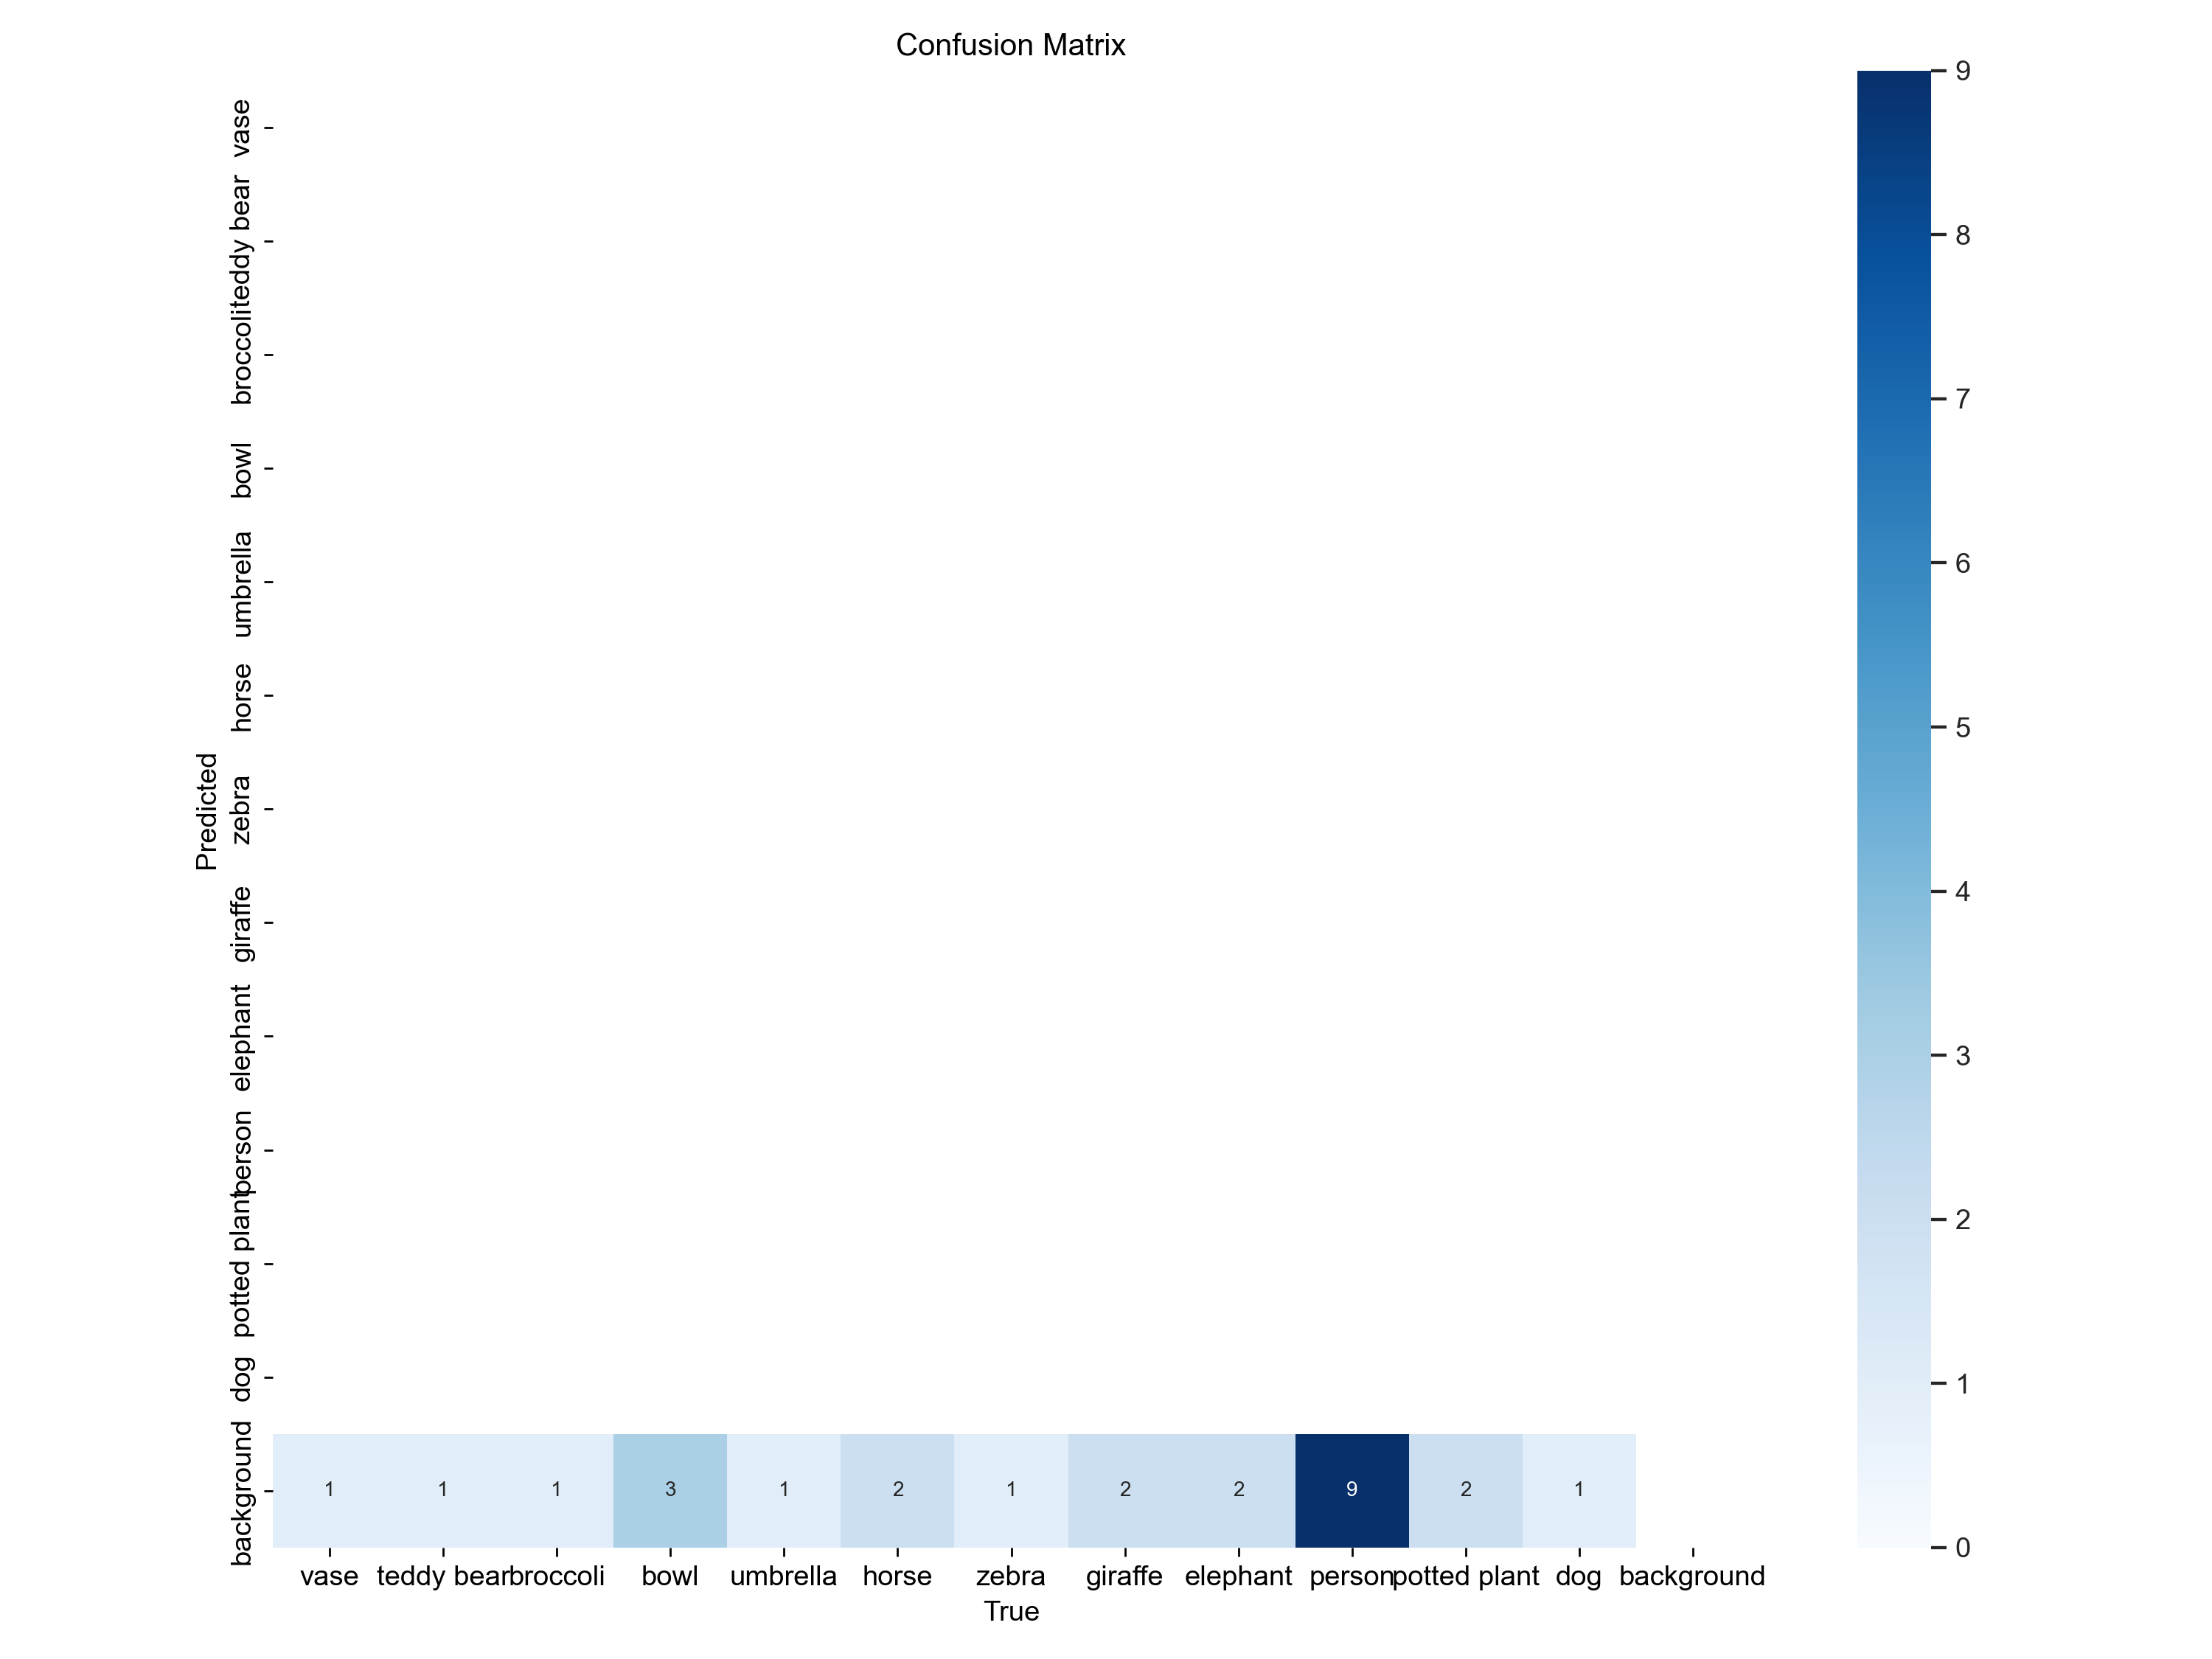 Confusion Matrix
9
8
7
6
5
4
3
2
1
0
Predicted
vase
teddy bear
broccoli
bowl
umbrella
horse
zebra
giraffe
elephant
person
potted plant
dog
background
1 1 1 3 1 2 1 2 2 9 2 1
vase teddy bear broccoli bowl umbrella horse zebra giraffe elephant person potted plant dog background
True